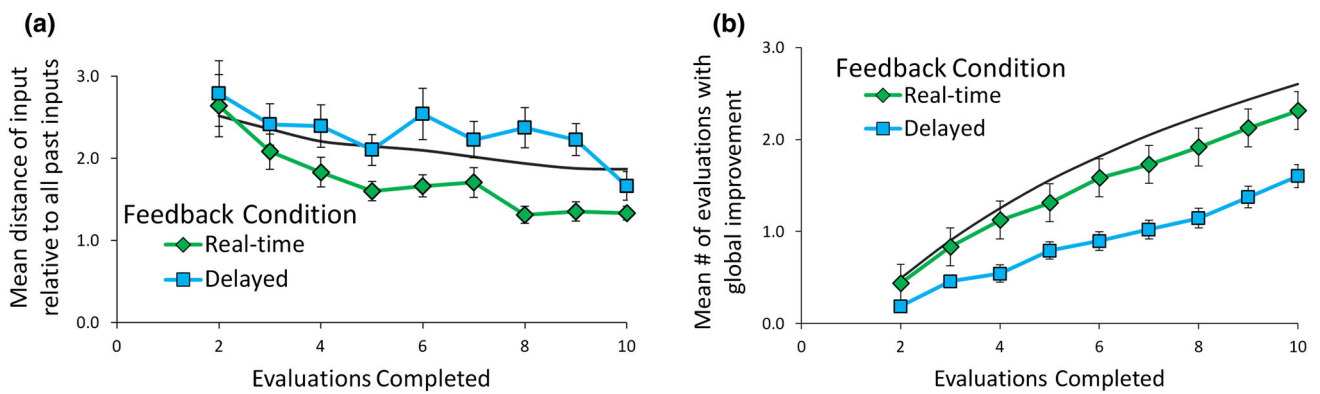 (a)
Mean distance of input
relative to all past inputs
3.0
2.0
1.0
0.0
Feedback Condition
Real-time
Delayed
0 2 4 6 8 10
Evaluations Completed
(b)
Mean # of evaluations with
global improvement
3.0
2.0
1.0
0.0
Feedback Condition
Real-time
Delayed
0 2 4 6 8 10
Evaluations Completed